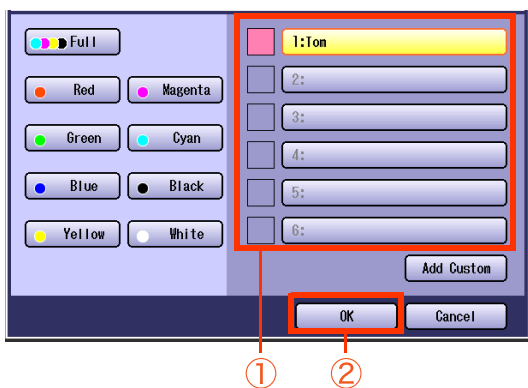 Full
Red
Magenta
Green
Cyan
Blue
Black
Yellow
White
1:Tom
2:
3:
4:
5:
6:
Add Custom
OK
Cancel
①
②